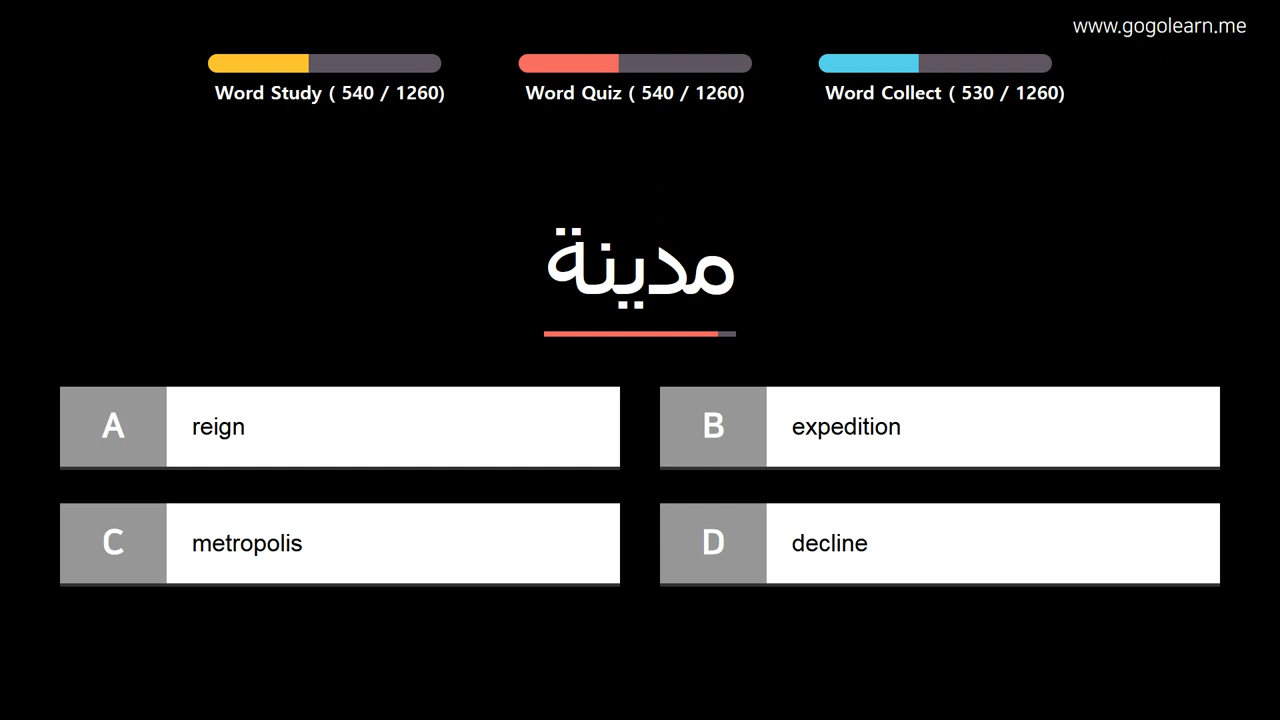 www.gogolearn.me
Word Study ( 540 / 1260)
Word Quiz ( 540 / 1260)
Word Collect ( 530 / 1260)
مدينة
A reign
B expedition
C metropolis
D decline